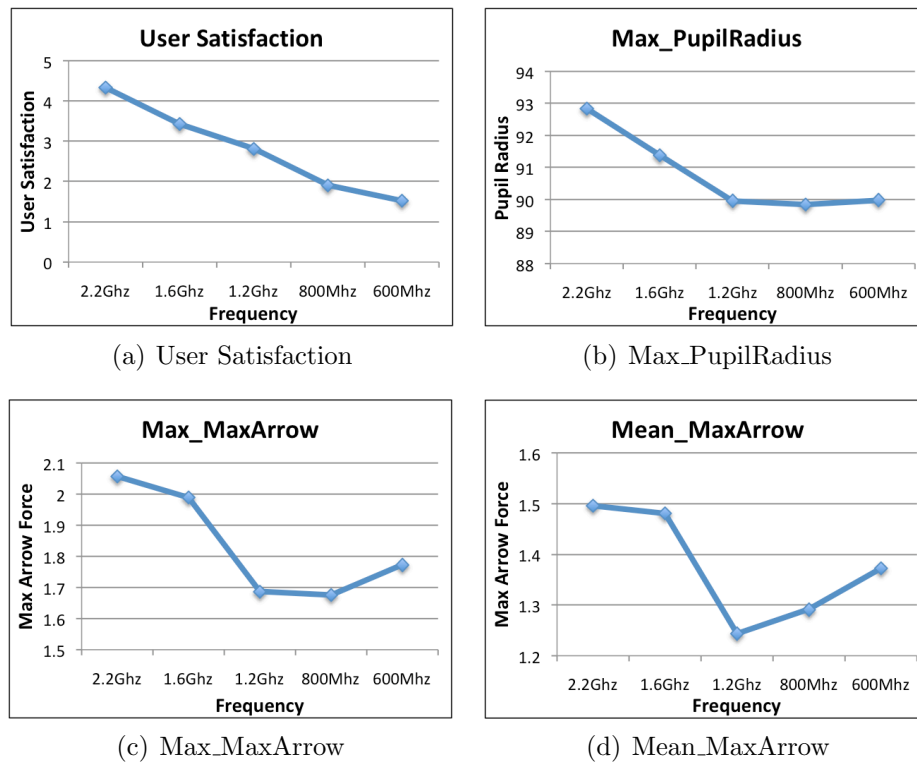 User Satisfaction
5
4
3
2
1
0
User Satisfaction
2.2Ghz 1.6Ghz 1.2Ghz 800Mhz 600Mhz
Frequency
(a) User Satisfaction
Max_PupilRadius
94
93
92
91
90
89
88
Pupil Radius
2.2Ghz 1.6Ghz 1.2Ghz 800Mhz 600Mhz
Frequency
(b) Max_PupilRadius
Max_MaxArrow
2.1
2
1.9
1.8
1.7
1.6
1.5
Max Arrow Force
2.2Ghz 1.6Ghz 1.2Ghz 800Mhz 600Mhz
Frequency
(c) Max_MaxArrow
Mean_MaxArrow
1.6
1.5
1.4
1.3
1.2
Max Arrow Force
2.2Ghz 1.6Ghz 1.2Ghz 800Mhz 600Mhz
Frequency
(d) Mean_MaxArrow